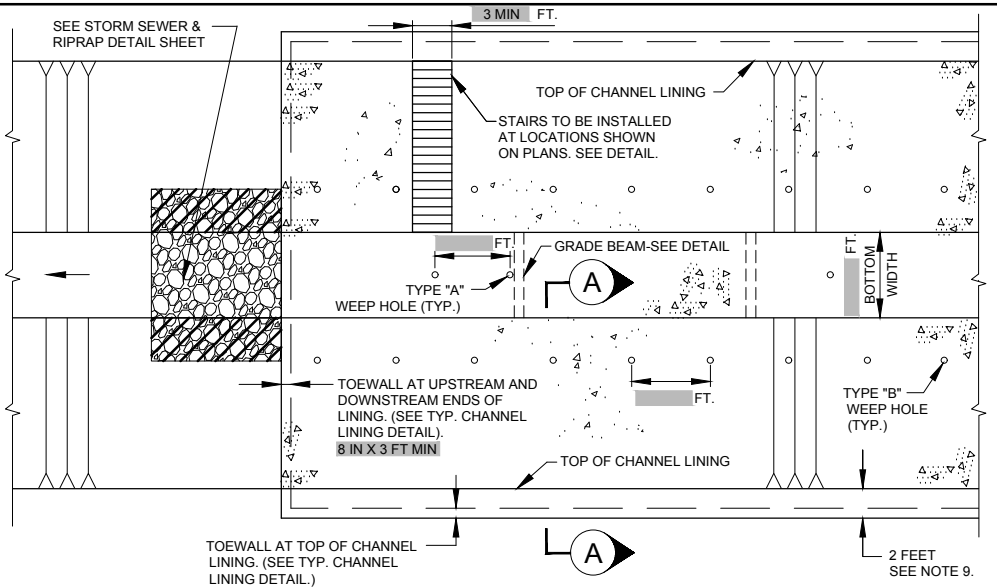 3 MIN FT.
SEE STORM SEWER &
RIPRAP DETAIL SHEET
TOP OF CHANNEL LINING
STAIRS TO BE INSTALLED
AT LOCATIONS SHOWN
ON PLANS. SEE DETAIL.
FT.
GRADE BEAM-SEE DETAIL
A
TYPE "A"
WEEP HOLE (TYP.)
FT.
BOTTOM
WIDTH
TOEWALL AT UPSTREAM AND
DOWNSTREAM ENDS OF
LINING. (SEE TYP. CHANNEL
LINING DETAIL).
8 IN X 3 FT MIN
FT.
TYPE "B"
WEEP HOLE
(TYP.)
TOP OF CHANNEL LINING
TOEWALL AT TOP OF CHANNEL
LINING. (SEE TYP. CHANNEL
LINING DETAIL.)
A
2 FEET
SEE NOTE 9.